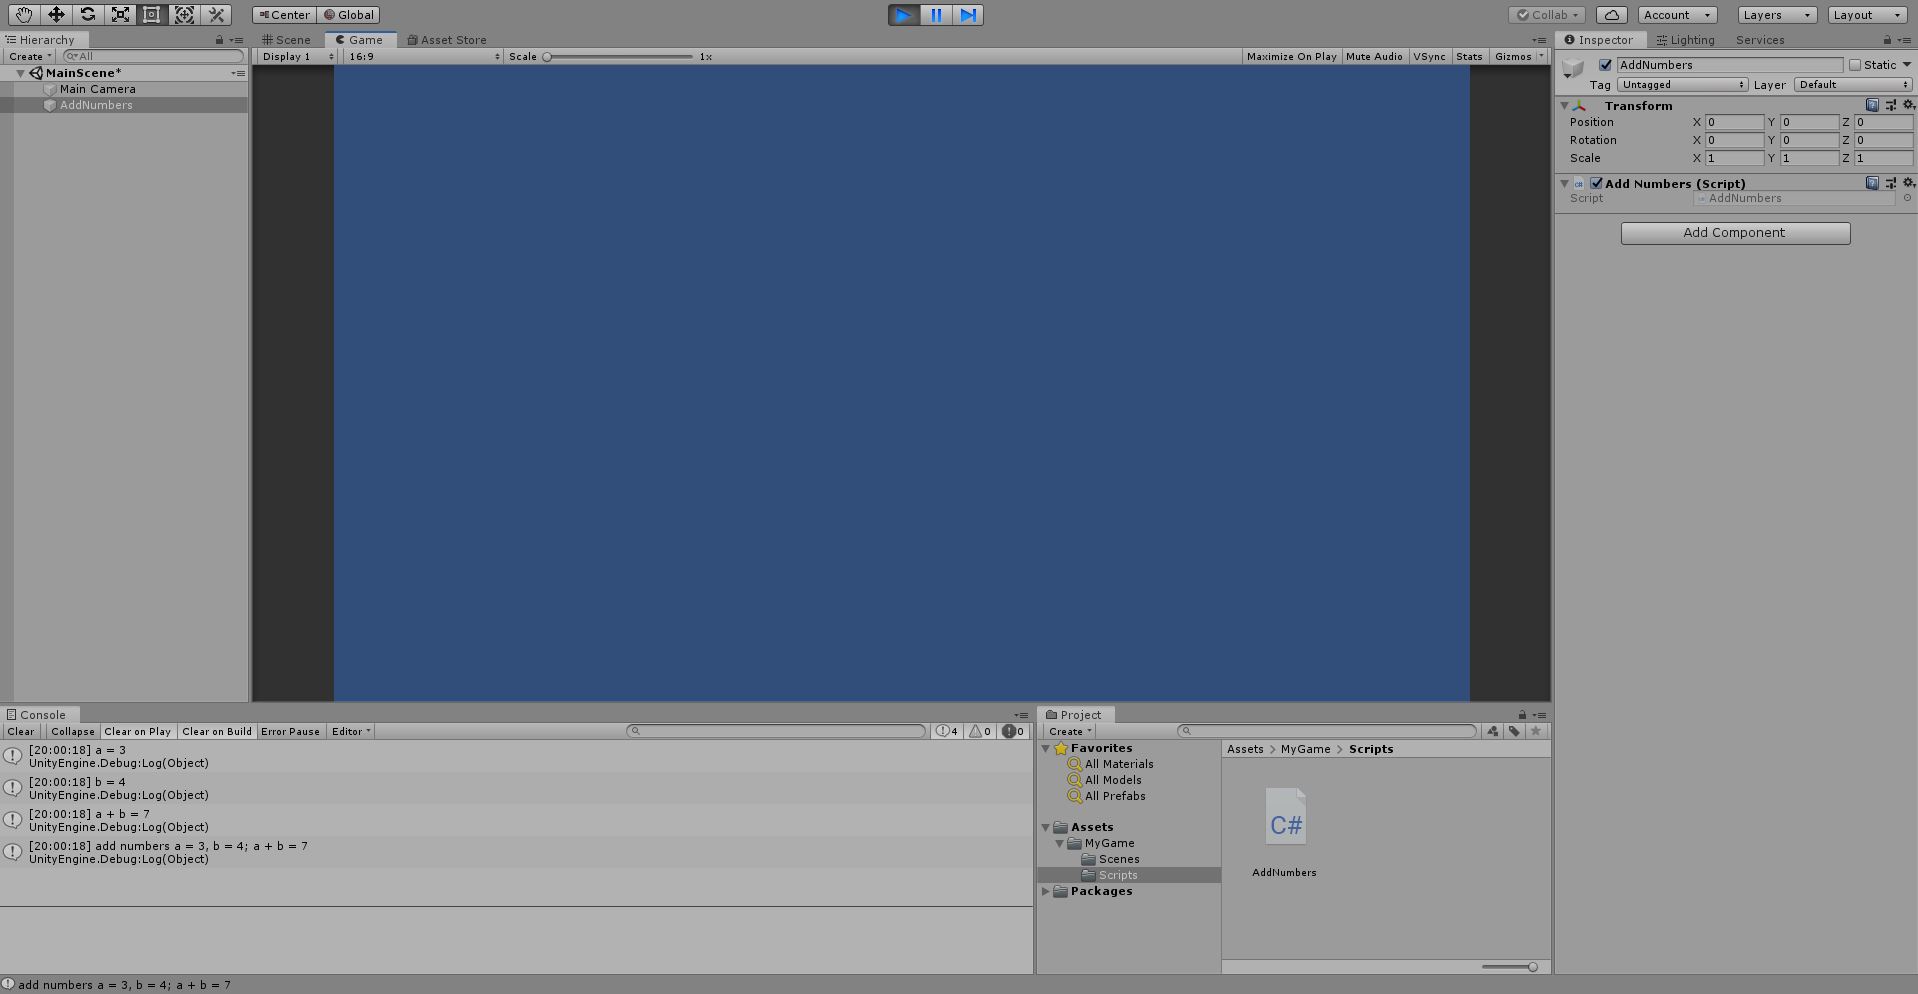 Center Global
Collab Account Layers Layout
Hierarchy
Create All
MainScene*
Main Camera
AddNumbers
Scene Game Asset Store
Display 1 16:9 Scale 1x Maximize On Play Mute Audio VSync Stats Gizmos
Inspector Lighting Services
AddNumbers Static
Tag Untagged Layer Default
Transform
Position X 0 Y 0 Z 0
Rotation X 0 Y 0 Z 0
Scale X 1 Y 1 Z 1
Add Numbers (Script)
Script AddNumbers
Add Component
Console
Clear Collapse Clear on Play Clear on Build Error Pause Editor 4 0 0
[20:00:18] a = 3
UnityEngine.Debug:Log(Object)
[20:00:18] b = 4
UnityEngine.Debug:Log(Object)
[20:00:18] a + b = 7
UnityEngine.Debug:Log(Object)
[20:00:18] add numbers a = 3, b = 4; a + b = 7
UnityEngine.Debug:Log(Object)
Project
Create
Favorites
All Materials
All Models
All Prefabs
Assets
MyGame
Scenes
Scripts
Packages
Assets > MyGame > Scripts
C#
AddNumbers
add numbers a = 3, b = 4; a + b = 7